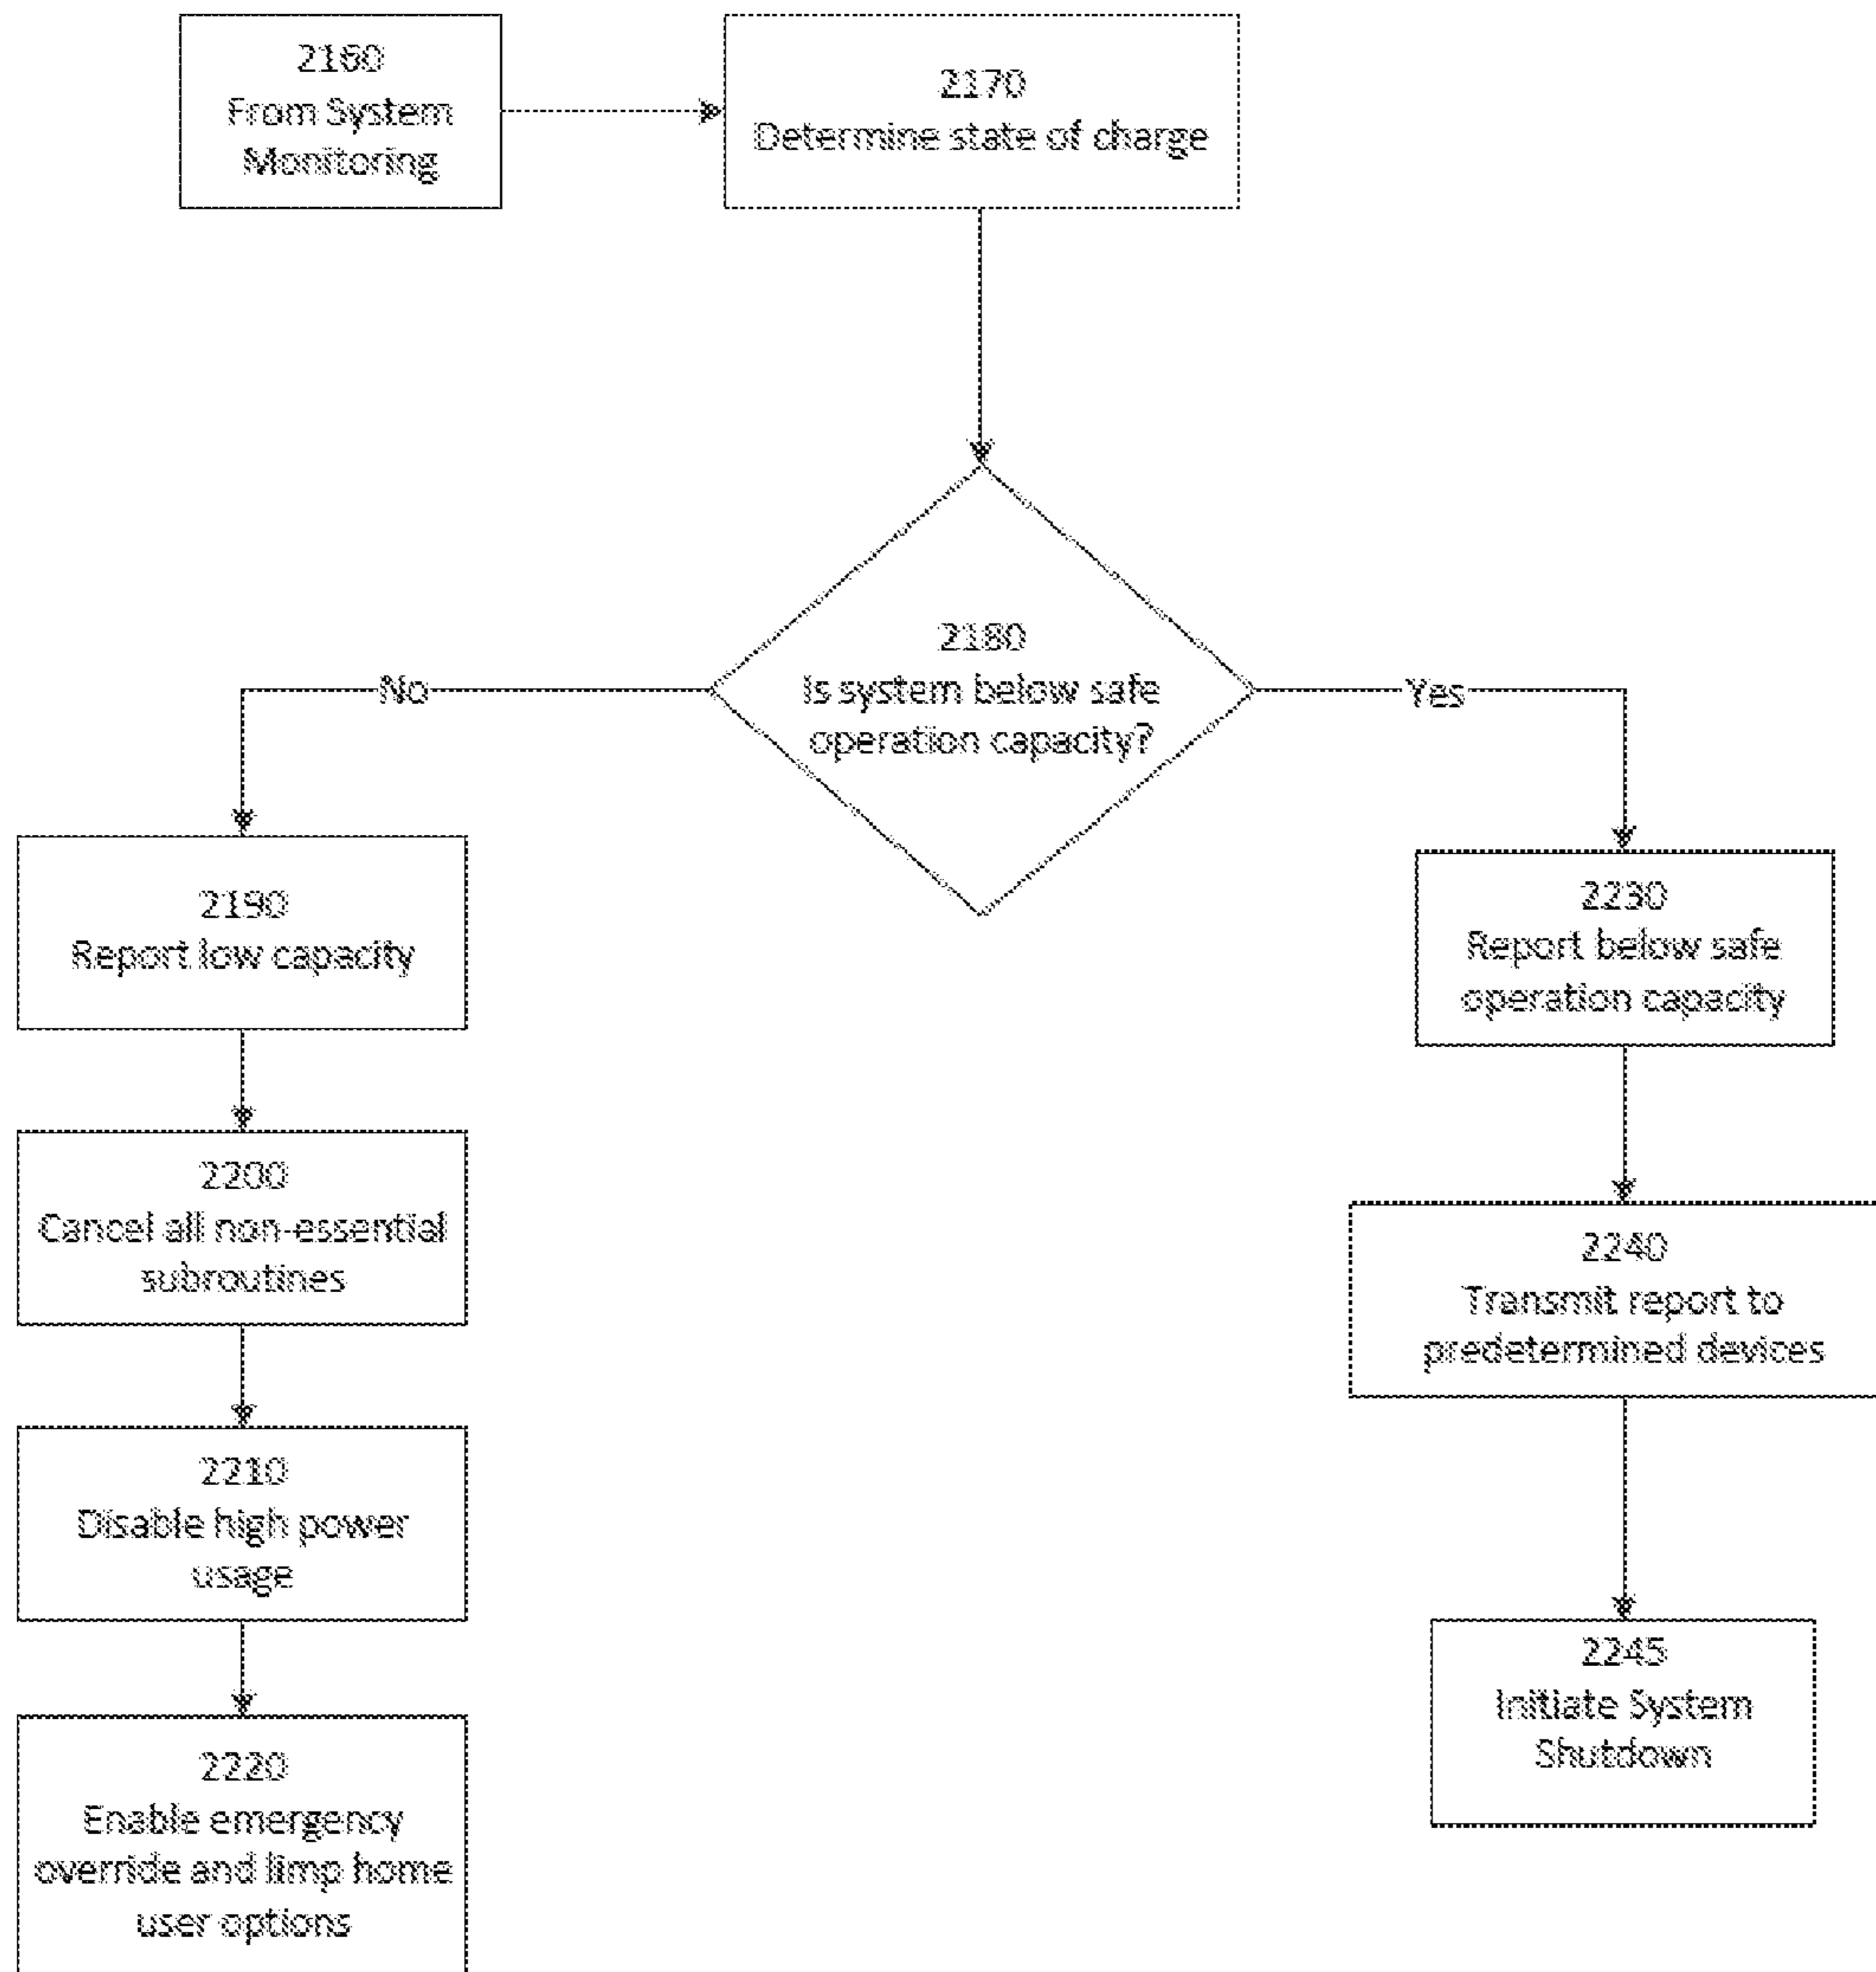 2160
From System
Monitoring
2170
Determine state of charge
2180
Is system below safe
operation capacity?
No
Yes
2190
Report low capacity
2200
Cancel all non-essential
subroutines
2210
Disable high power
usage
2220
Enable emergency
override and limp home
user options
2230
Report below safe
operation capacity
2240
Transmit report to
predetermined devices
2245
Initiate System
Shutdown